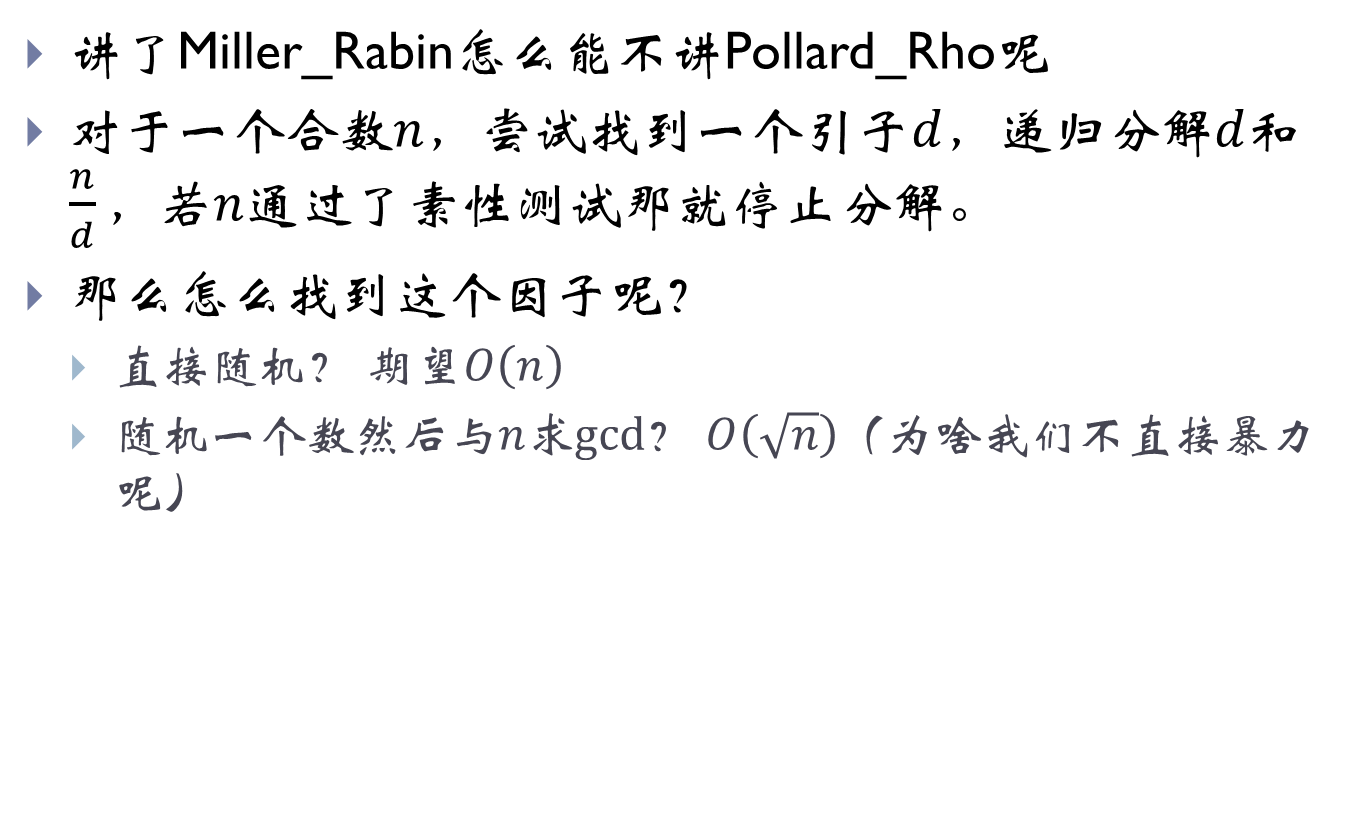 讲了Miller_Rabin怎么能不讲Pollard_Rho呢
对于一个合数n，尝试找到一个引子d，递归分解d和
n/d，若n通过了素性测试那就停止分解。
那么怎么找到这个因子呢？
直接随机？ 期望O(n)
随机一个数然后与n求gcd？ O(√n)（为啥我们不直接暴力
呢）